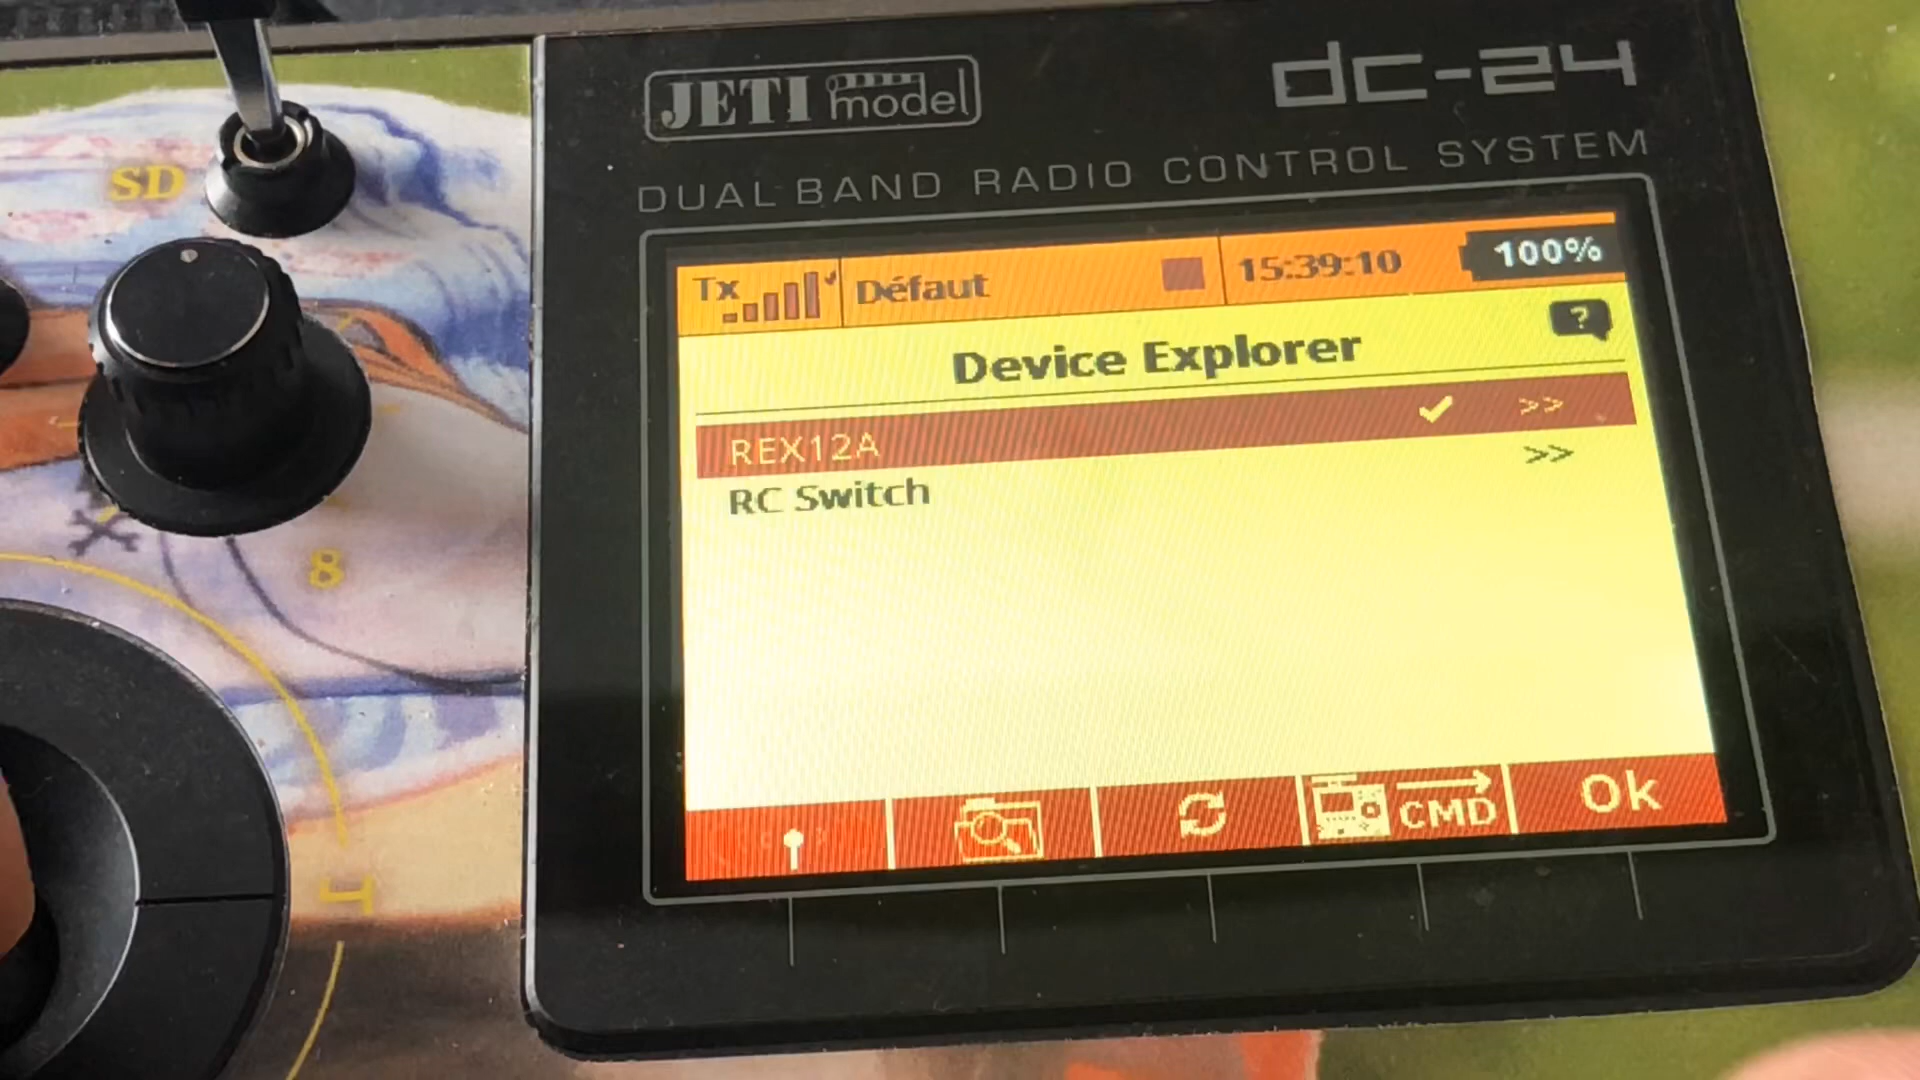 SD
8
4
JETI model
dc-24
DUAL BAND RADIO CONTROL SYSTEM
Tx
Défaut
15:39:10
100%
?
Device Explorer
REX12A
>>
RC Switch
>>
CMD
Ok